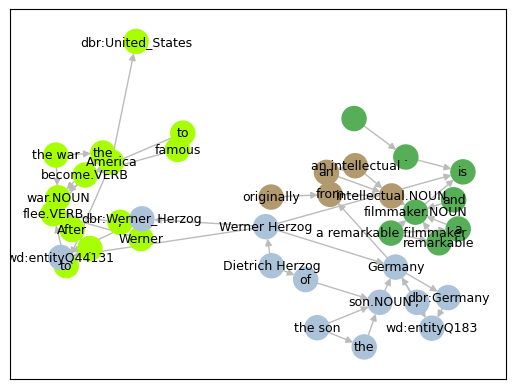 dbr:United_States
to
famous
the war
the
America
become.VERB
.
is
an
an intellectual
intellectual.NOUN
originally
from
and
war.NOUN
flee.VERB
dbr:Werner_Herzog
,
filmmaker.NOUN
a
After
Werner
Werner Herzog
a remarkable filmmaker
remarkable
wd:entityQ44131
to
Dietrich Herzog
Germany
of
son.NOUN
,
dbr:Germany
the son
wd:entityQ183
the